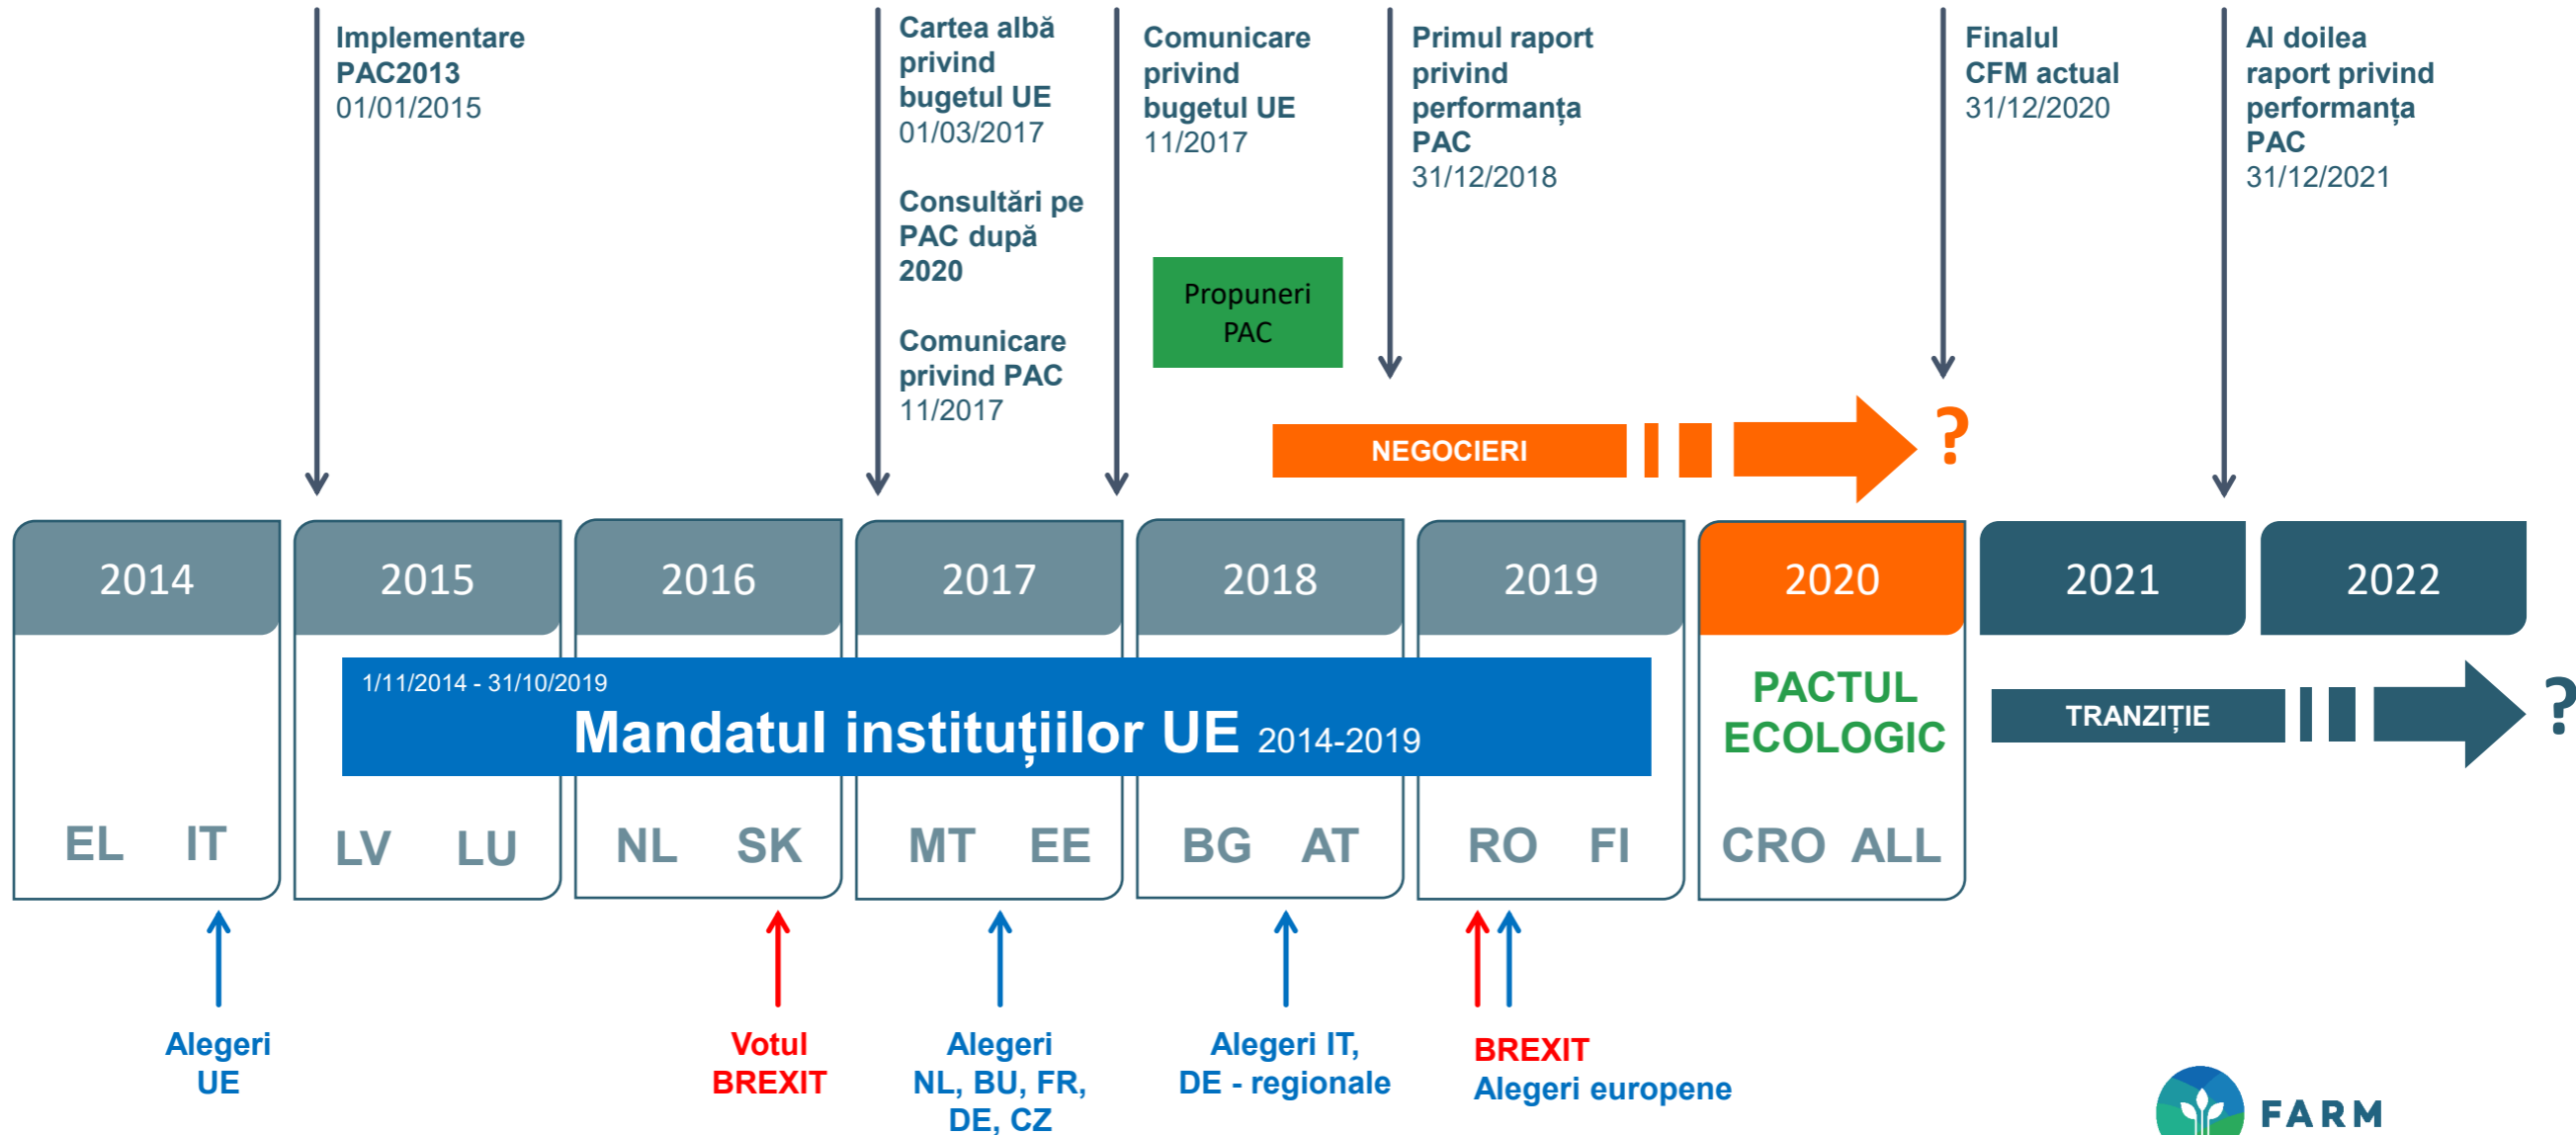 Implementare
PAC2013
01/01/2015
Cartea albă
privind
bugetul UE
01/03/2017
Consultări pe
PAC după
2020
Comunicare
privind PAC
11/2017
Comunicare
privind
bugetul UE
11/2017
Propuneri
PAC
Primul raport
privind
performanța
PAC
31/12/2018
Finalul
CFM actual
31/12/2020
Al doilea
raport privind
performanța
PAC
31/12/2021
NEGOCIERI
?
2014
2015
2016
2017
2018
2019
2020
2021
2022
1/11/2014 - 31/10/2019
Mandatul instituțiilor UE 2014-2019
PACTUL
ECOLOGIC
TRANZIȚIE
?
EL IT
LV LU
NL SK
MT EE
BG AT
RO FI
CRO ALL
Alegeri
UE
Votul
BREXIT
Alegeri
NL, BU, FR,
DE, CZ
Alegeri IT,
DE - regionale
BREXIT
Alegeri europene
FARM